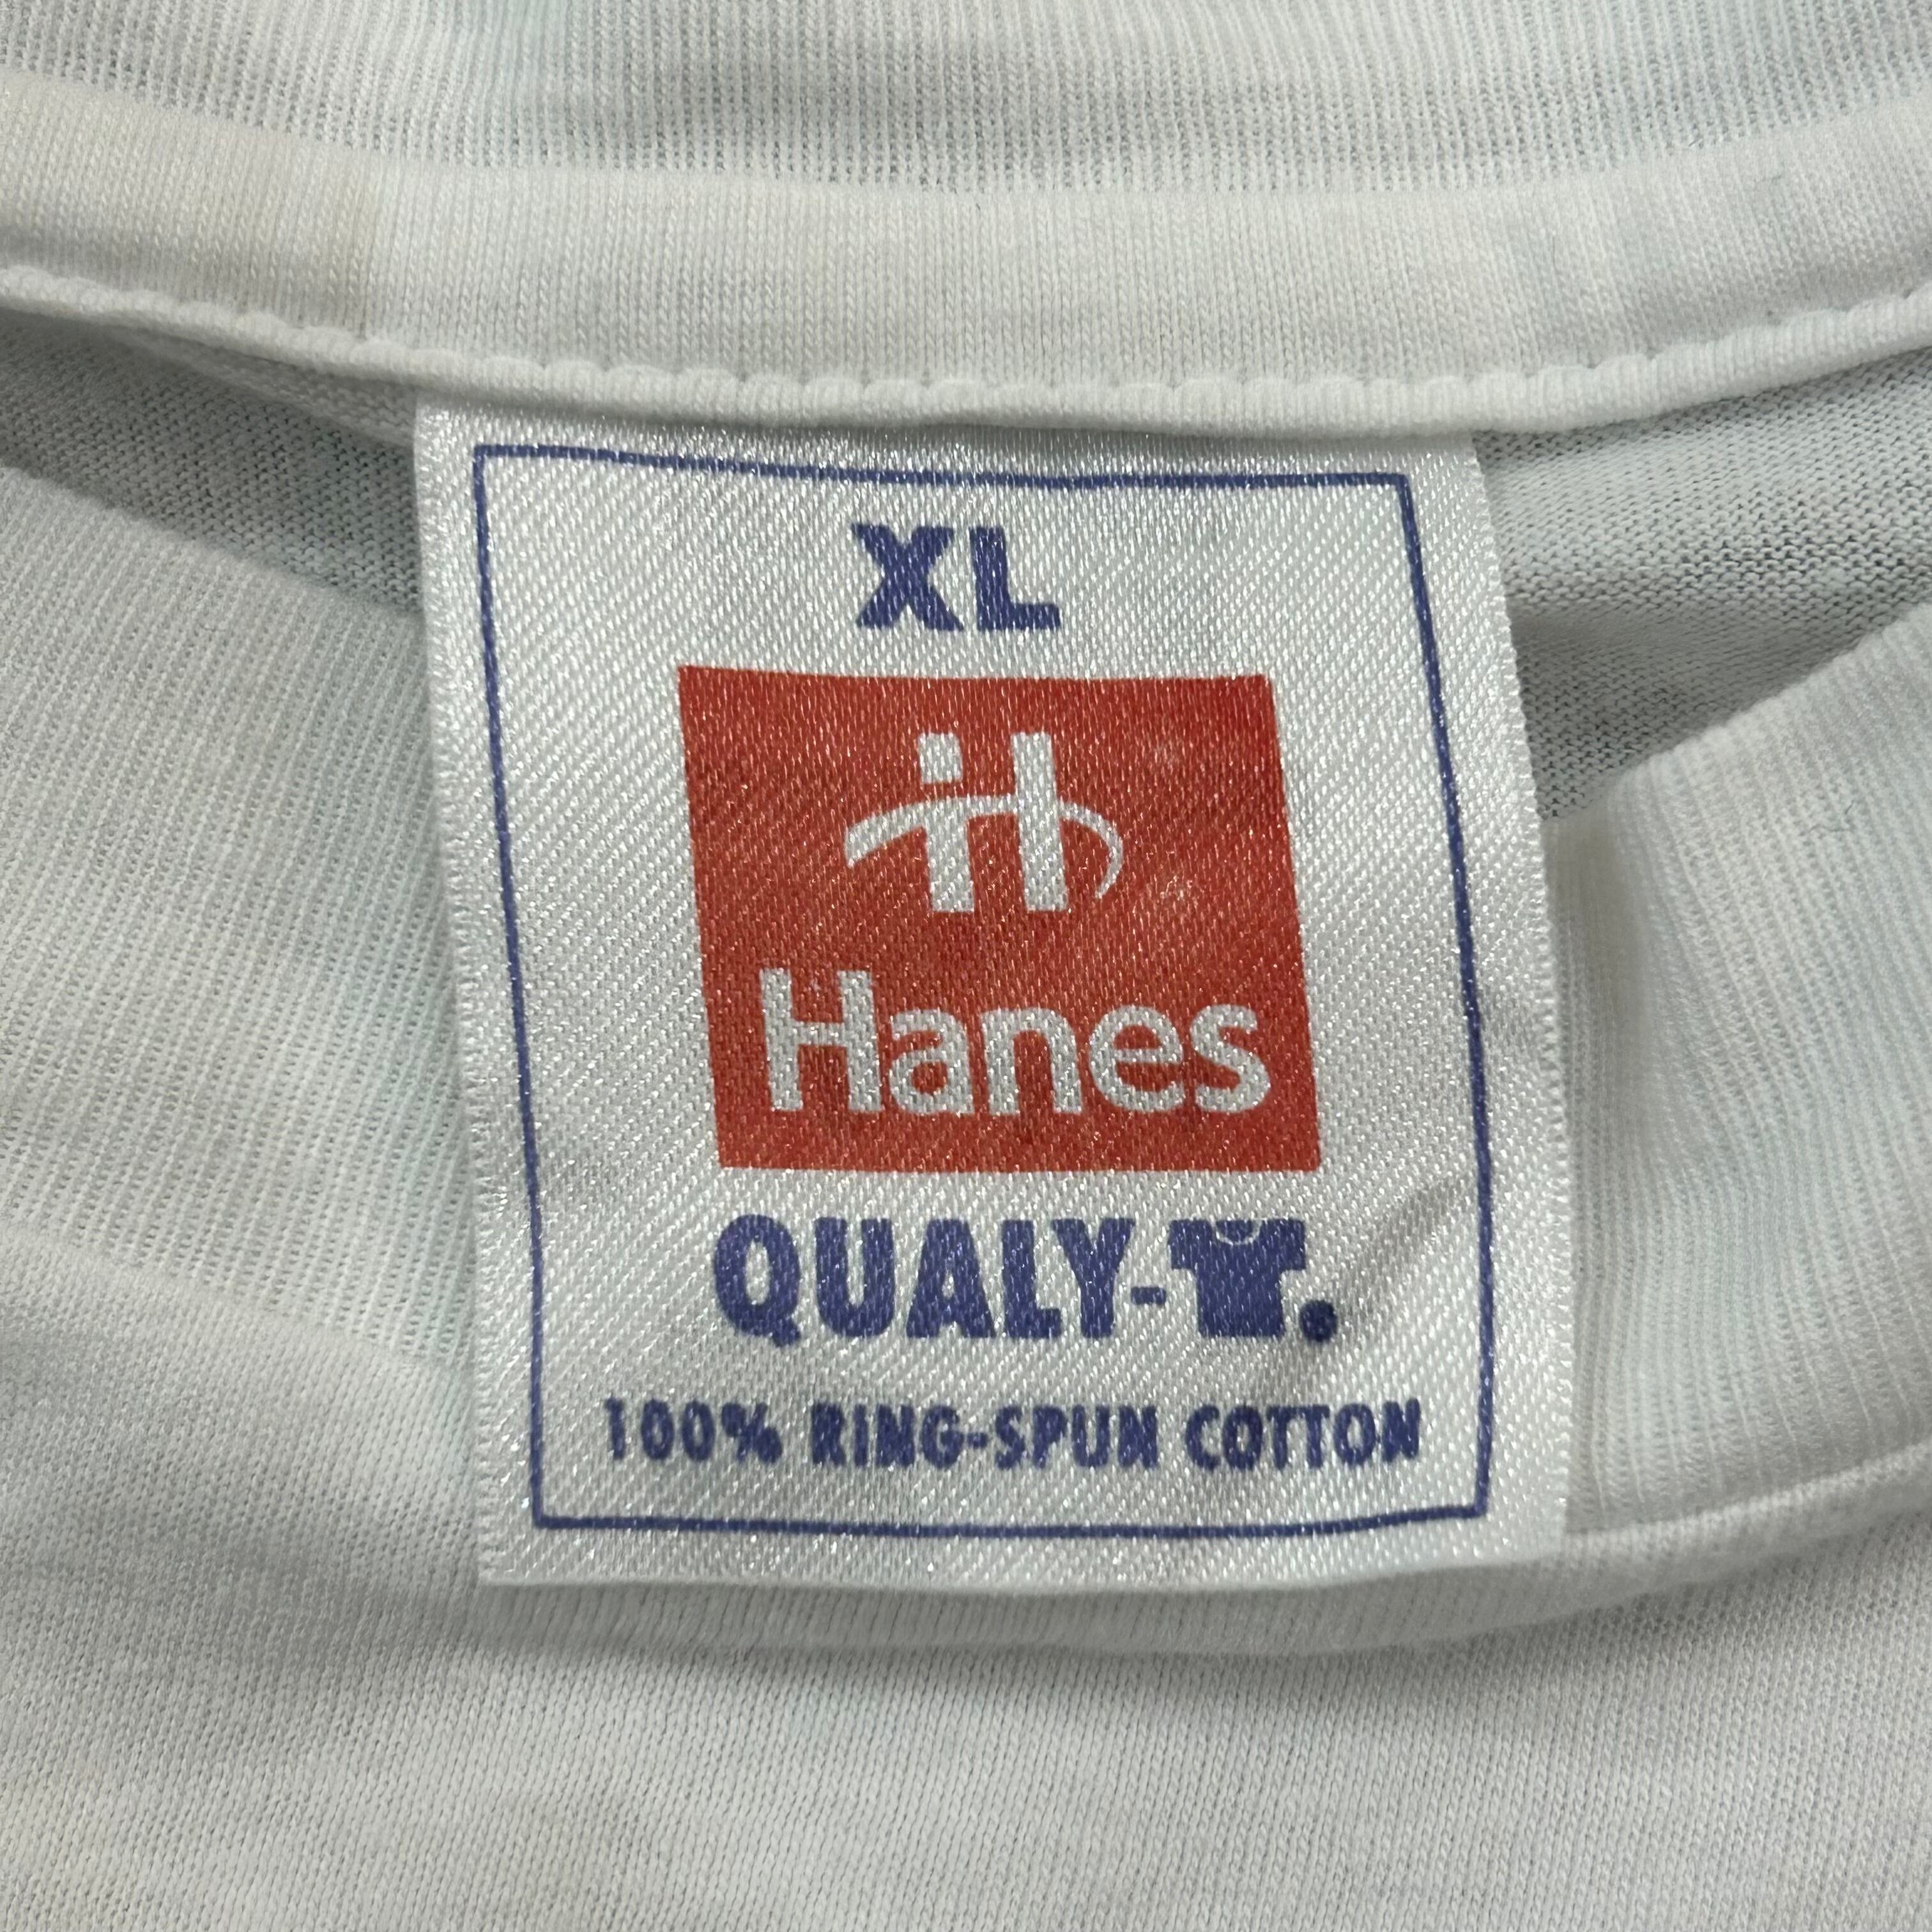 XL
Hanes
QUALY-
100% RING-SPUN COTTON